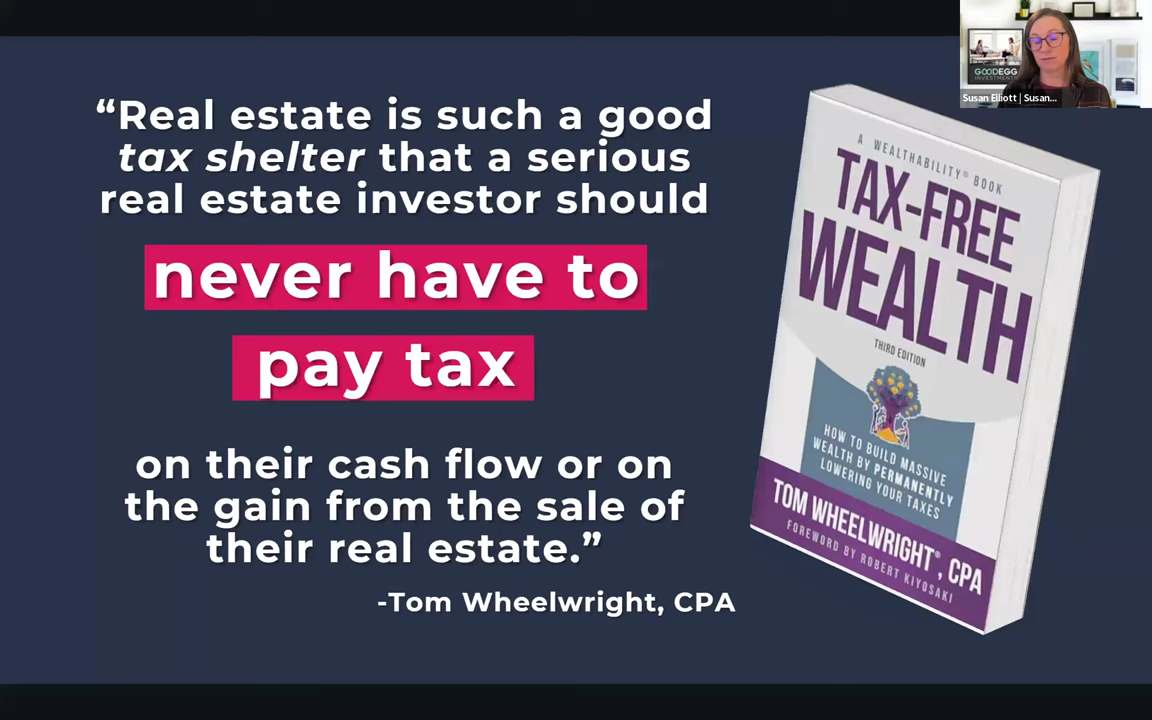 “Real estate is such a good
tax shelter that a serious
real estate investor should
never have to
pay tax
on their cash flow or on
the gain from the sale of
their real estate.”
-Tom Wheelwright, CPA
A WEALTHABILITY® BOOK
TAX-FREE
WEALTH
THIRD EDITION
HOW TO BUILD MASSIVE
WEALTH BY PERMANENTLY
LOWERING YOUR TAXES
TOM WHEELWRIGHT®, CPA
FOREWORD BY ROBERT KIYOSAKI
GOODEGG
INVESTMENTS
Susan Elliott | Susan...